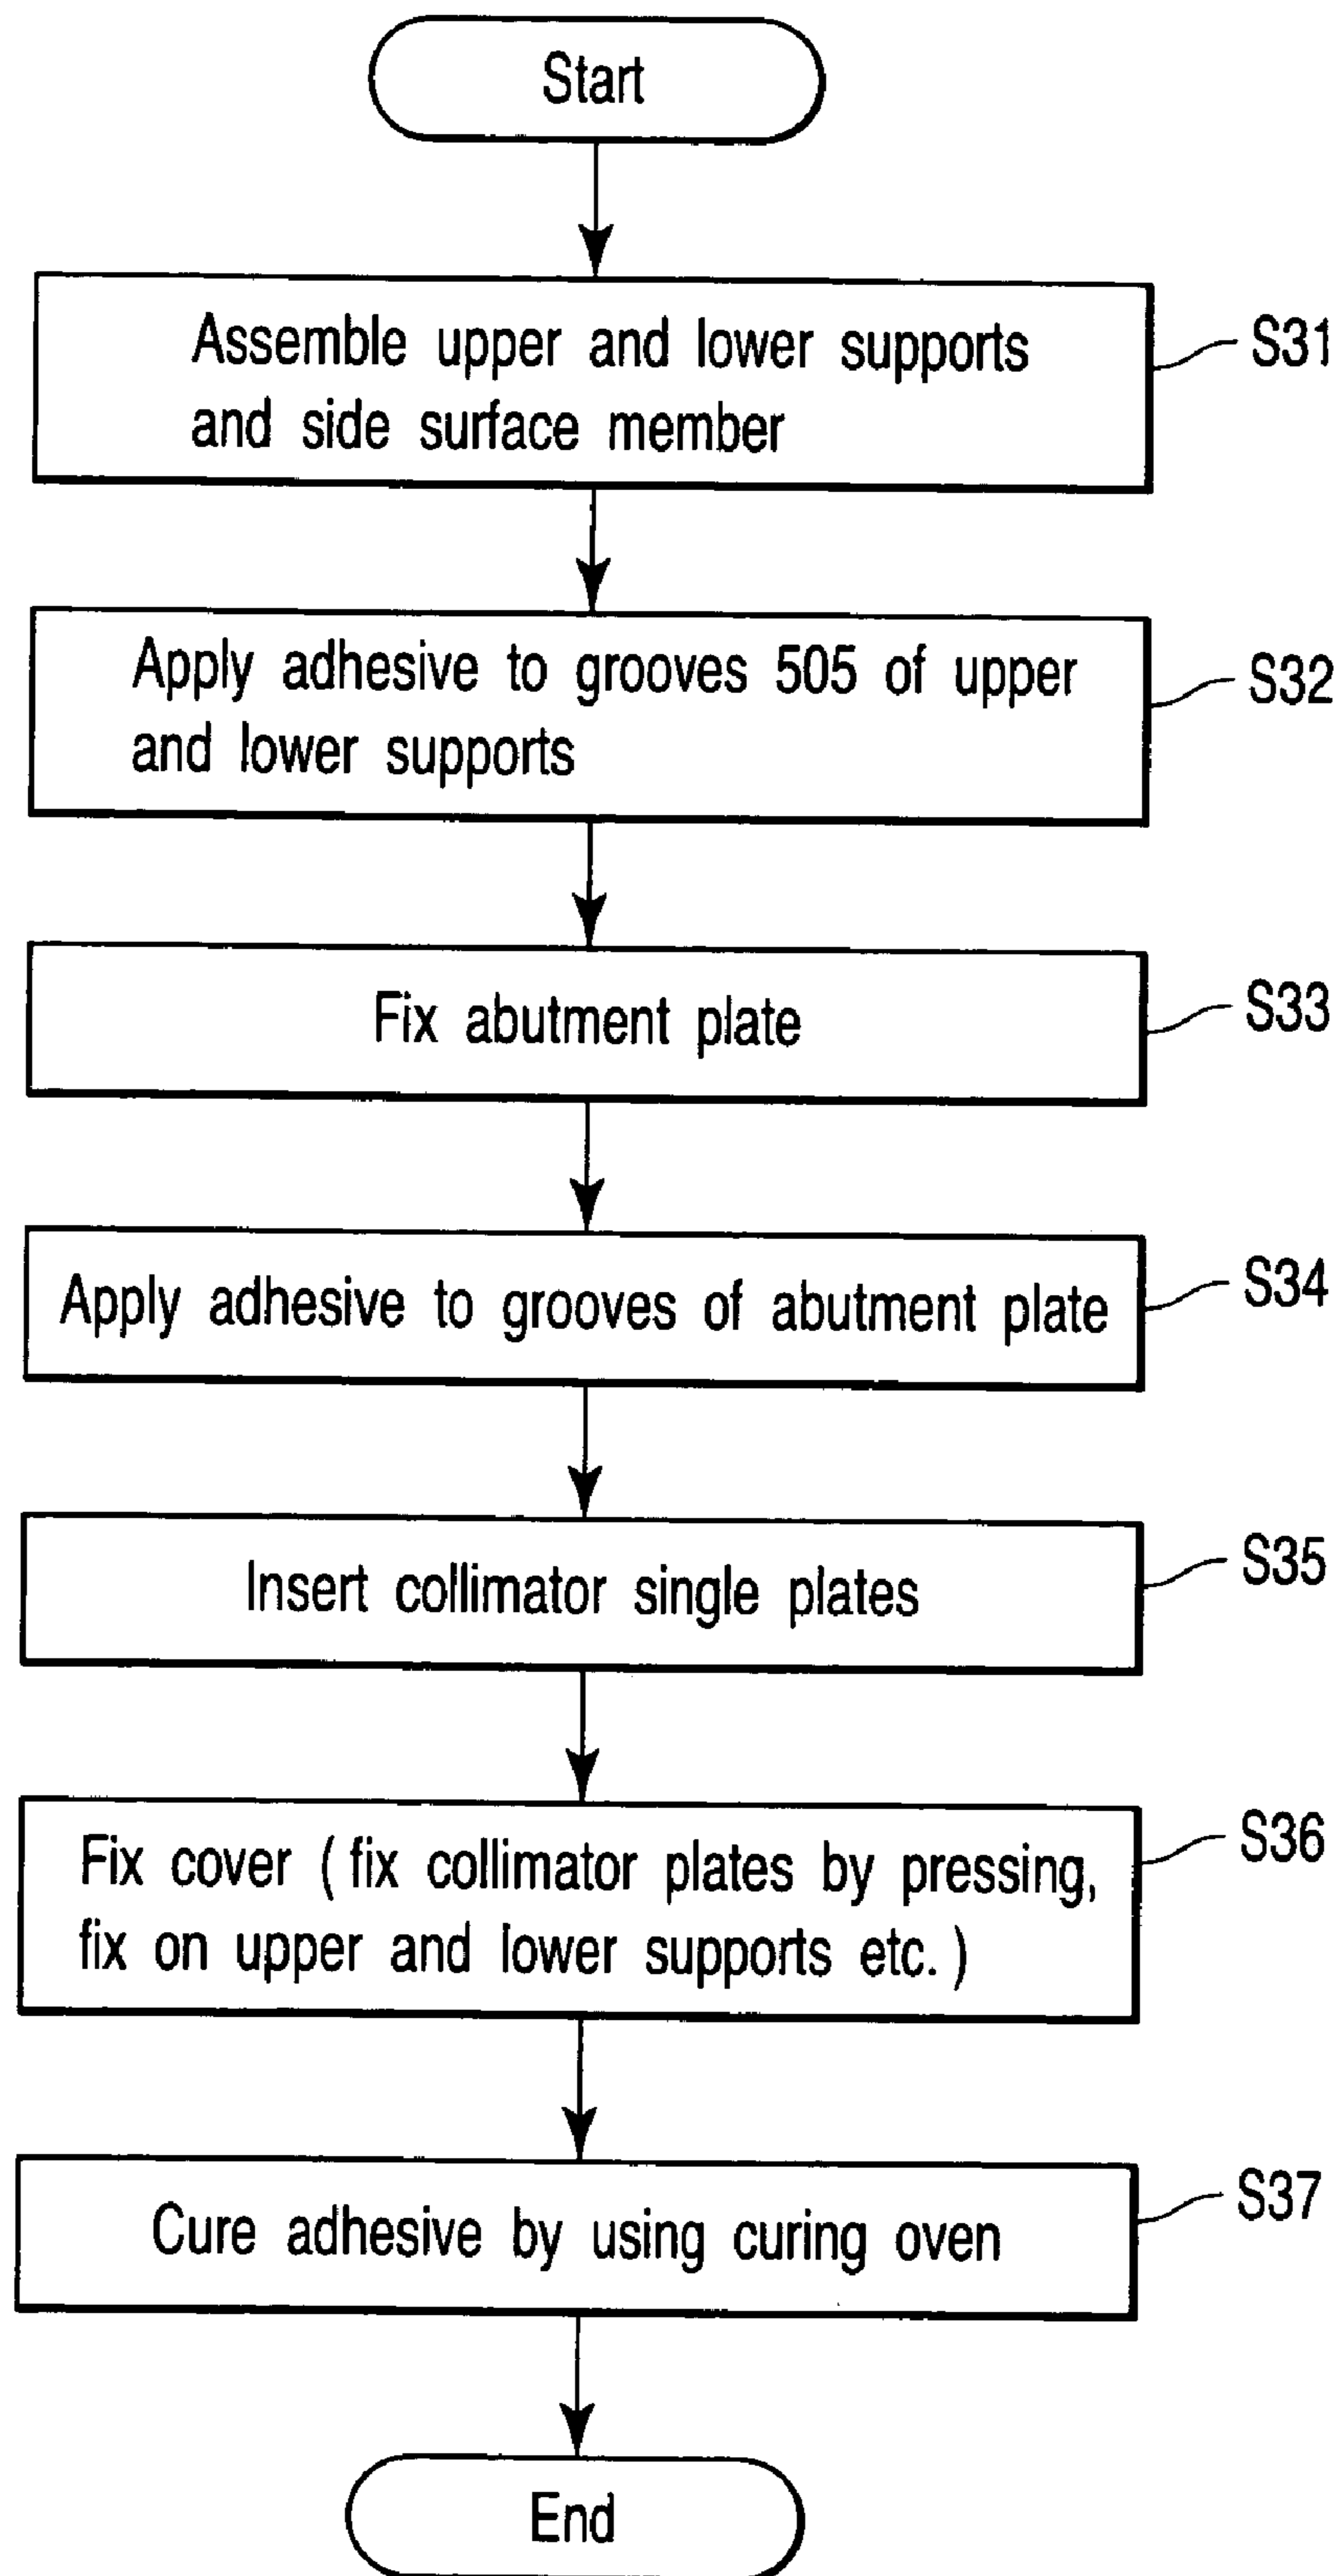 Start
Assemble upper and lower supports
and side surface member
S31
Apply adhesive to grooves 505 of upper
and lower supports
S32
Fix abutment plate
S33
Apply adhesive to grooves of abutment plate
S34
Insert collimator single plates
S35
Fix cover ( fix collimator plates by pressing,
fix on upper and lower supports etc. )
S36
Cure adhesive by using curing oven
S37
End